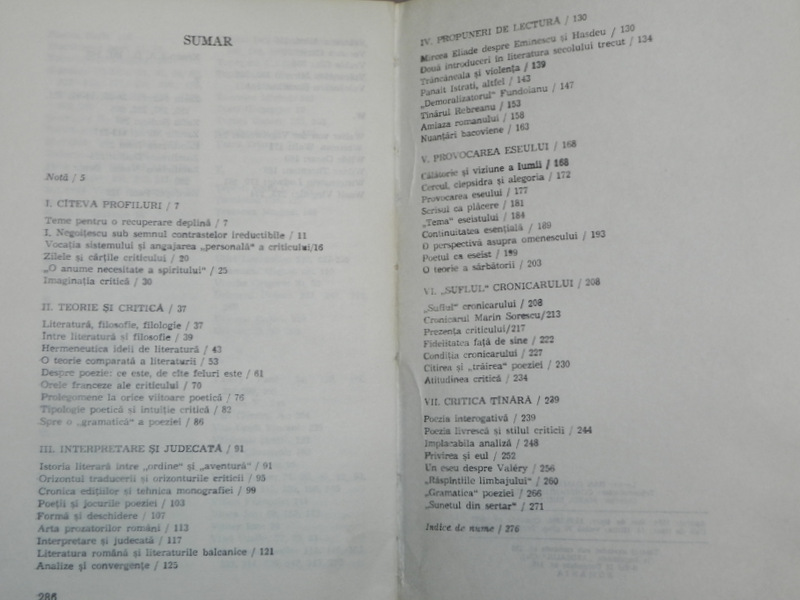 SUMAR
Notă / 5
I. CÎTEVA PROFILURI / 7
Teme pentru o recuperare deplină / 7
I. Negoițescu sub semnul contrastelor ireductibile / 11
Vocația sistemului și angajarea „personală“ a criticului/16
Zilele și cărțile criticului / 20
„O anume necesitate a spiritului“ / 25
Imaginația critică / 30
II. TEORIE ȘI CRITICĂ / 37
Literatură, filosofie, filologie / 37
Între literatură și filosofie / 39
Hermeneutica ideii de literatură / 43
O teorie comparată a literaturii / 53
Despre poezie: ce este, de cîte feluri este / 61
Orele franceze ale criticului / 70
Prolegomene la orice viitoare poetică / 76
Tipologie poetică și intuiție critică / 82
Spre o „gramatică“ a poeziei / 86
III. INTERPRETARE ȘI JUDECATĂ / 91
Istoria literară între „ordine“ și „aventură“ / 91
Orizontul traducerii și orizonturile criticii / 95
Cronica edițiilor și tehnica monografiei / 99
Poeții și jocurile poeziei / 103
Formă și deschidere / 107
Arta prozatorilor români / 113
Interpretare și judecată / 117
Literatura română și literaturile balcanice / 121
Analize și convergențe / 125
286
IV. PROPUNERI DE LECTURĂ / 130
Mircea Eliade despre Eminescu și Hasdeu / 130
Două introduceri în literatura secolului trecut / 134
Trăncăneala și violența / 139
Panait Istrati, altfel / 143
„Demoralizatorul“ Fundoianu / 147
Tînărul Rebreanu / 153
Amiaza romanului / 158
Nuanțări bacoviene / 163
V. PROVOCAREA ESEULUI / 168
Călătorie și viziune a lumii / 168
Cercul, clepsidra și alegoria / 172
Provocarea eseului / 177
Scrisul ca plăcere / 181
„Tema“ eseistului / 184
Continuitatea esențială / 189
O perspectivă asupra omenescului / 193
Poetul ca eseist / 199
O teorie a sărbătorii / 203
VI. „SUFLUL“ CRONICARULUI / 208
„Suflul“ cronicarului / 208
Cronicarul Marin Sorescu/213
Prezența criticului/217
Fidelitatea față de sine / 222
Condiția cronicarului / 227
Citirea și „trăirea“ poeziei / 230
Atitudinea critică / 234
VII. CRITICA TÎNĂRĂ / 239
Poezia interogativă / 239
Poezia livrescă și stilul criticii / 244
Implacabila analiză / 248
Privirea și eul / 252
Un eseu despre Valéry / 256
„Răspîntiile limbajului“ / 260
„Gramatica“ poeziei / 266
„Sunetul din sertar“ / 271
Indice de nume / 376